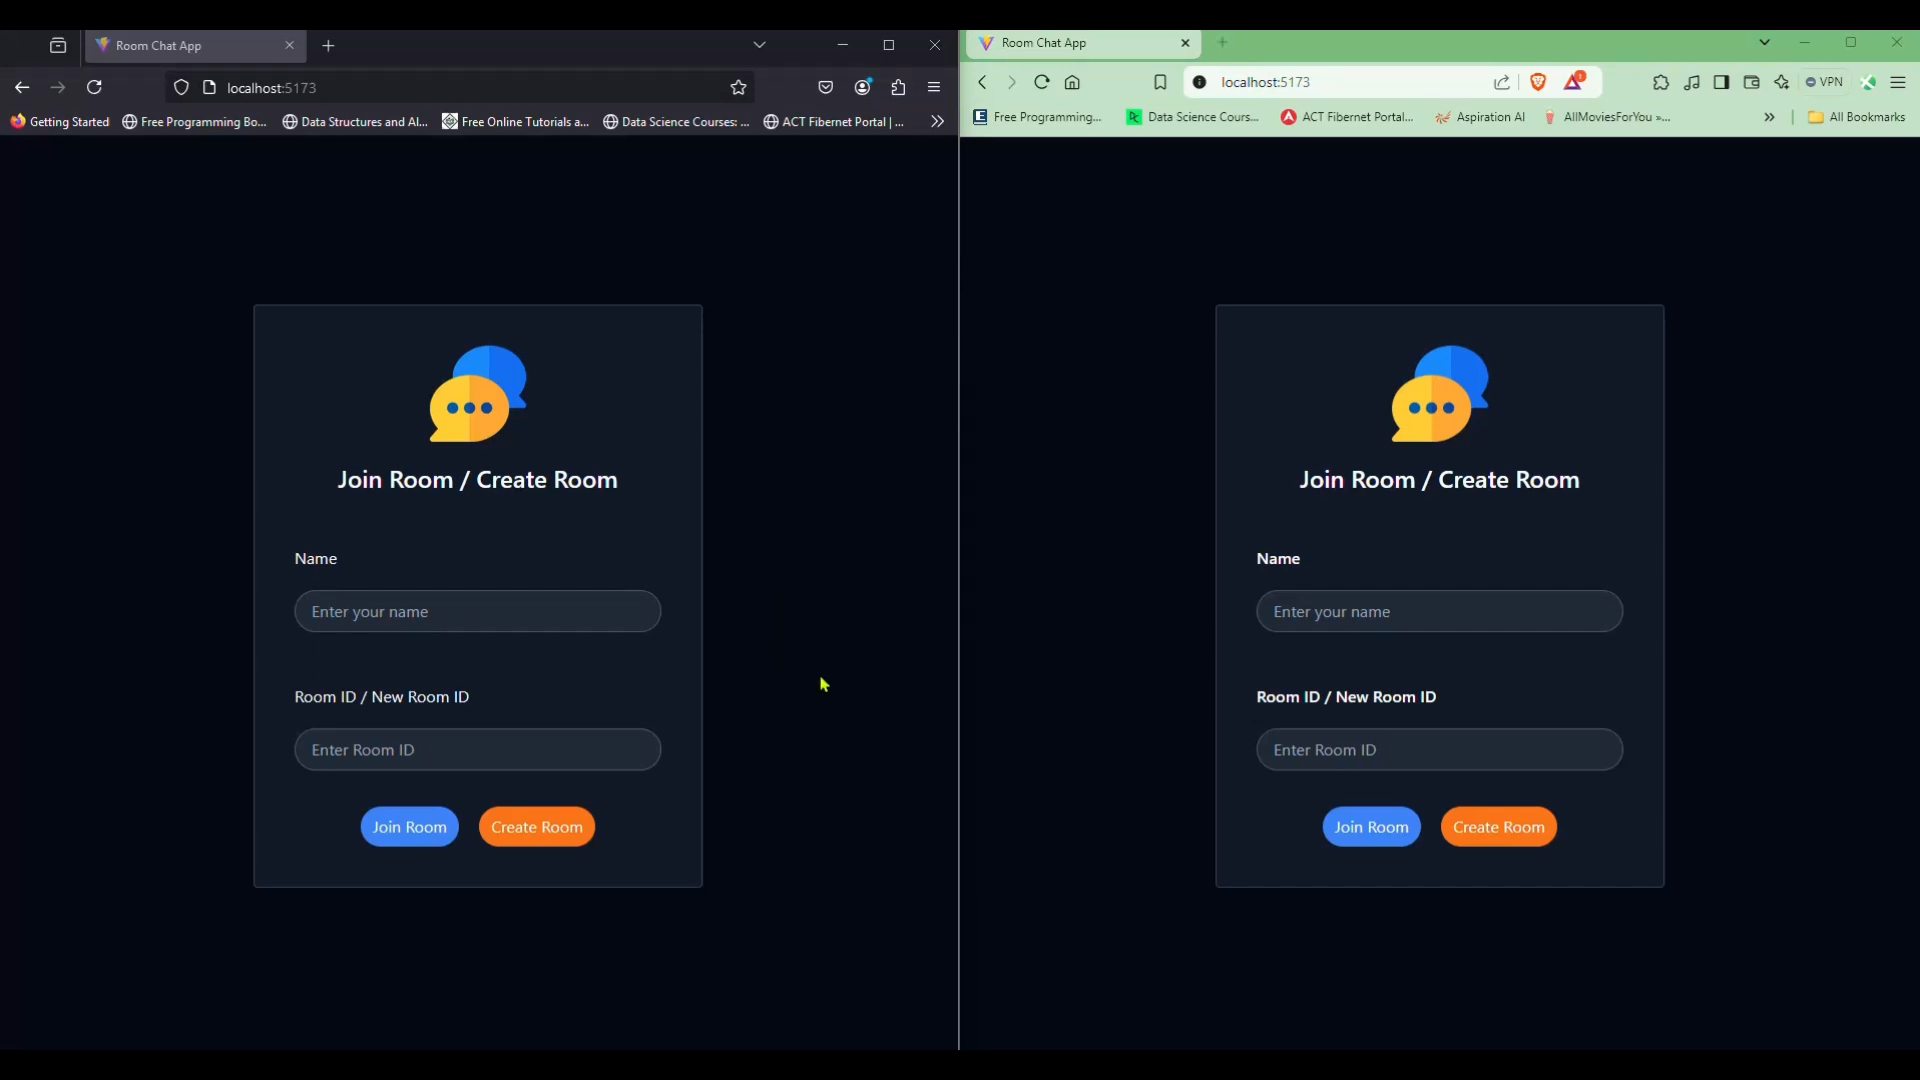 Room Chat App
localhost:5173
Getting Started Free Programming Bo... Data Structures and Al... Free Online Tutorials a... Data Science Courses: ... ACT Fibernet Portal | ...
Join Room / Create Room
Name
Enter your name
Room ID / New Room ID
Enter Room ID
Join Room Create Room
Room Chat App
localhost:5173
1
VPN
Free Programming... Data Science Cours... ACT Fibernet Portal... Aspiration AI AllMoviesForYou »... All Bookmarks
Join Room / Create Room
Name
Enter your name
Room ID / New Room ID
Enter Room ID
Join Room Create Room